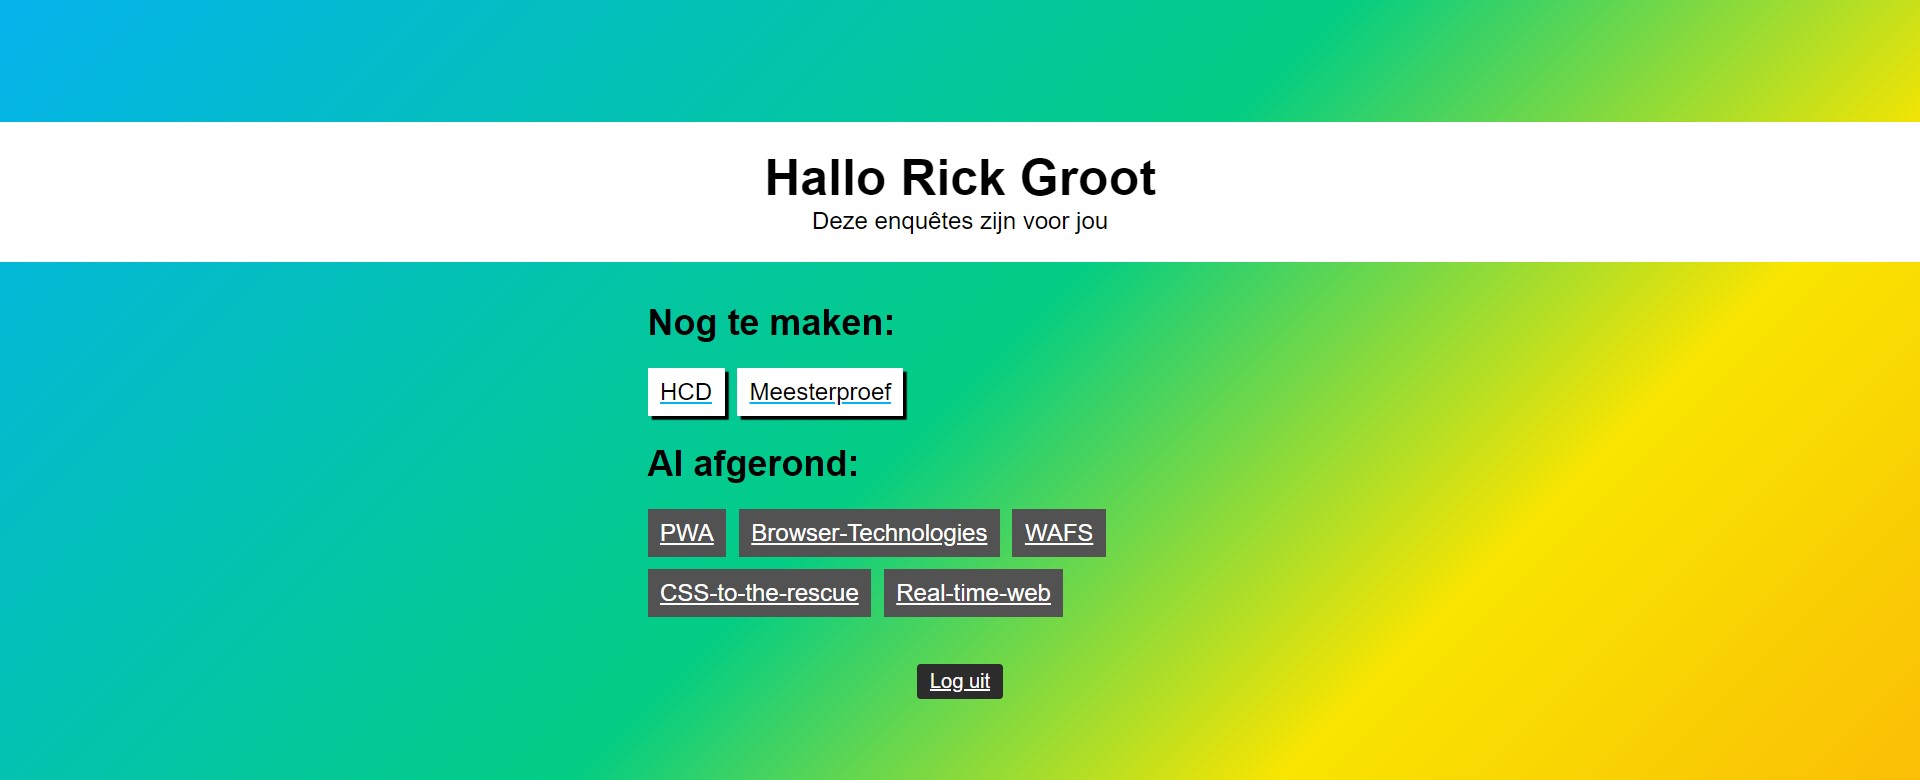 Hallo Rick Groot
Deze enquêtes zijn voor jou
Nog te maken:
HCD Meesterproef
Al afgerond:
PWA Browser-Technologies WAFS
CSS-to-the-rescue Real-time-web
Log uit